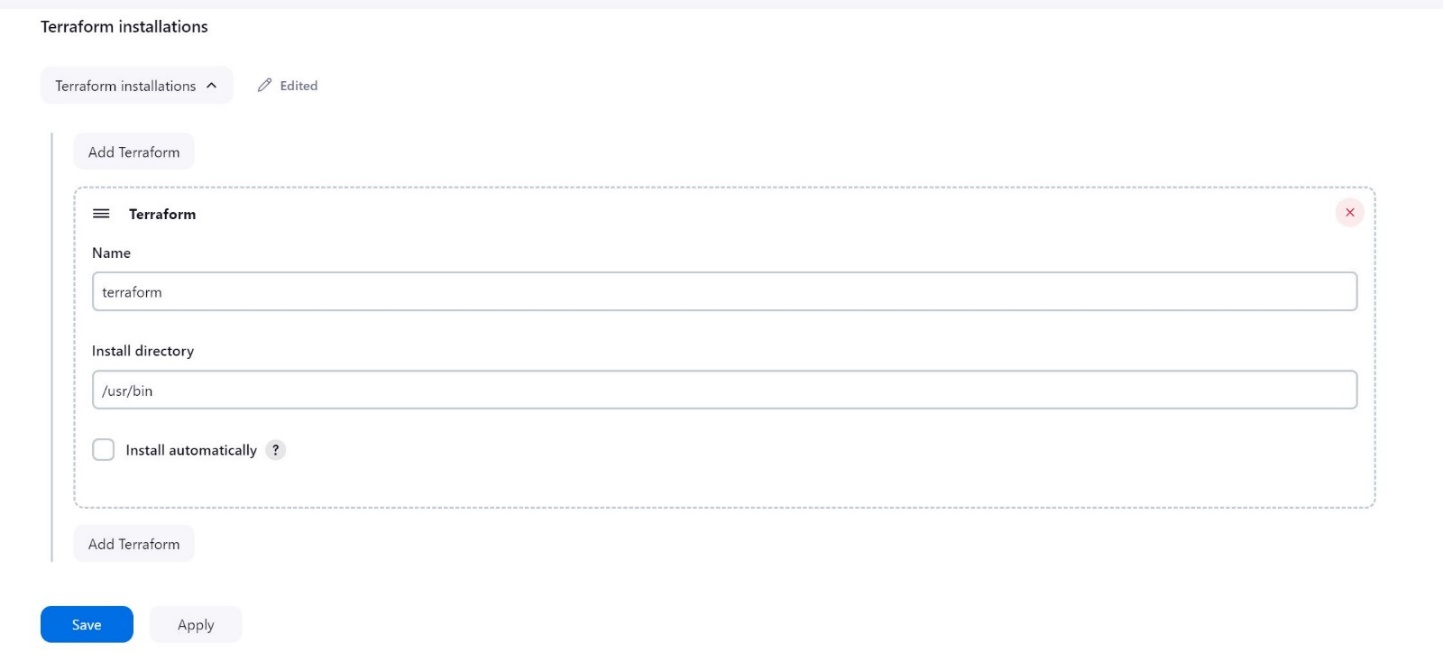 Terraform installations
Terraform installations Edited
Add Terraform
Terraform
Name
terraform
Install directory
/usr/bin
Install automatically ?
Add Terraform
Save Apply